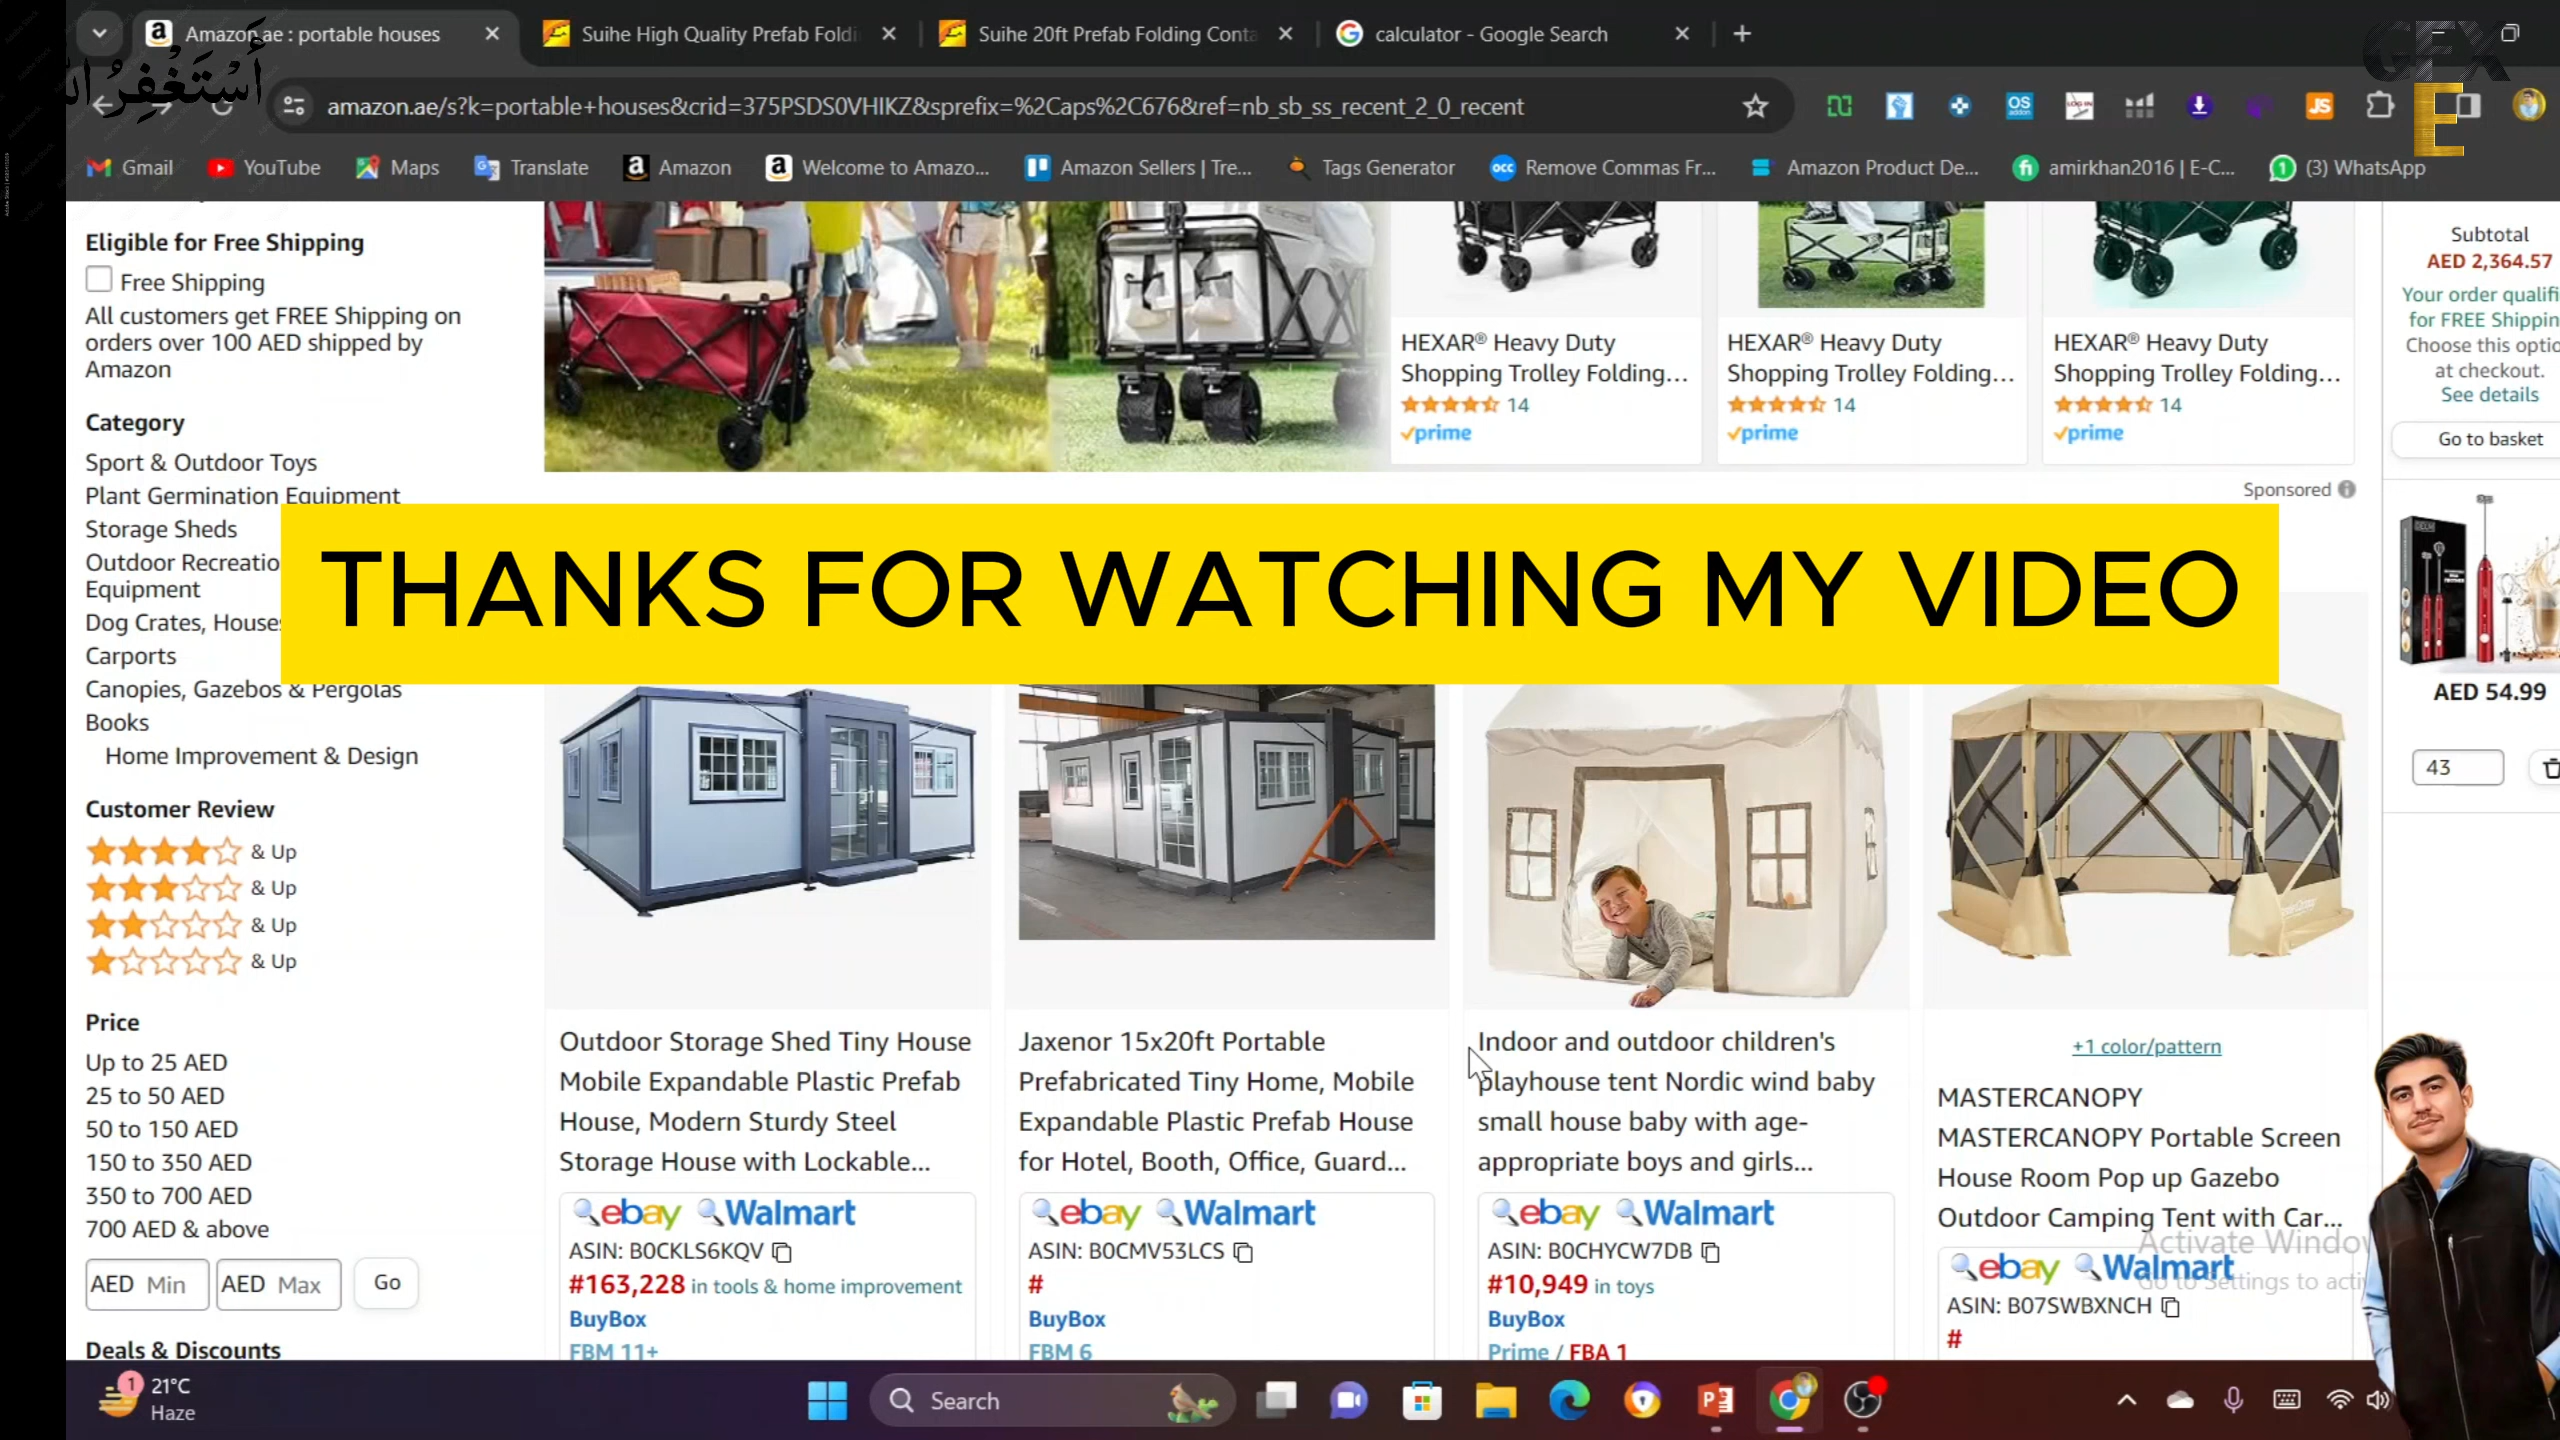 Amazon.ae : portable houses
Suihe High Quality Prefab Foldi
Suihe 20ft Prefab Folding Conta
calculator - Google Search
GFX
E
أَسْتَغْفِرُ
amazon.ae/s?k=portable+houses&crid=375PSDS0VHIKZ&sprefix=%2Caps%2C676&ref=nb_sb_ss_recent_2_0_recent
OS
addon
LOG IN
JS
Gmail
YouTube
Maps
Translate
Amazon
Welcome to Amazo...
Amazon Sellers | Tre...
Tags Generator
Remove Commas Fr...
Amazon Product De...
amirkhan2016 | E-C...
(3) WhatsApp
Eligible for Free Shipping
Free Shipping
All customers get FREE Shipping on
orders over 100 AED shipped by
Amazon
Category
Sport & Outdoor Toys
Plant Germination Equipment
Storage Sheds
Outdoor Recreatio
Equipment
Dog Crates, House
Carports
Canopies, Gazebos & Pergolas
Books
Home Improvement & Design
Customer Review
& Up
& Up
& Up
& Up
Price
Up to 25 AED
25 to 50 AED
50 to 150 AED
150 to 350 AED
350 to 700 AED
700 AED & above
AED Min
AED Max
Go
Deals & Discounts
HEXAR® Heavy Duty
Shopping Trolley Folding...
14
prime
HEXAR® Heavy Duty
Shopping Trolley Folding...
14
prime
HEXAR® Heavy Duty
Shopping Trolley Folding...
14
prime
Sponsored
THANKS FOR WATCHING MY VIDEO
Outdoor Storage Shed Tiny House
Mobile Expandable Plastic Prefab
House, Modern Sturdy Steel
Storage House with Lockable...
ebay Walmart
ASIN: B0CKLS6KQV
#163,228 in tools & home improvement
BuyBox
FBM 11+
Jaxenor 15x20ft Portable
Prefabricated Tiny Home, Mobile
Expandable Plastic Prefab House
for Hotel, Booth, Office, Guard...
ebay Walmart
ASIN: B0CMV53LCS
#
BuyBox
FBM 6
Indoor and outdoor children's
playhouse tent Nordic wind baby
small house baby with age-
appropriate boys and girls...
ebay Walmart
ASIN: B0CHYCW7DB
#10,949 in toys
BuyBox
Prime / FBA 1
+1 color/pattern
MASTERCANOPY
MASTERCANOPY Portable Screen
House Room Pop up Gazebo
Outdoor Camping Tent with Car...
ebay Walmart
ASIN: B07SWBXNCH
#
Subtotal
AED 2,364.57
Your order qualifi
for FREE Shippin
Choose this optio
at checkout.
See details
Go to basket
AED 54.99
43
Activate Window
Go to Settings to acti
1
21°C
Haze
Search